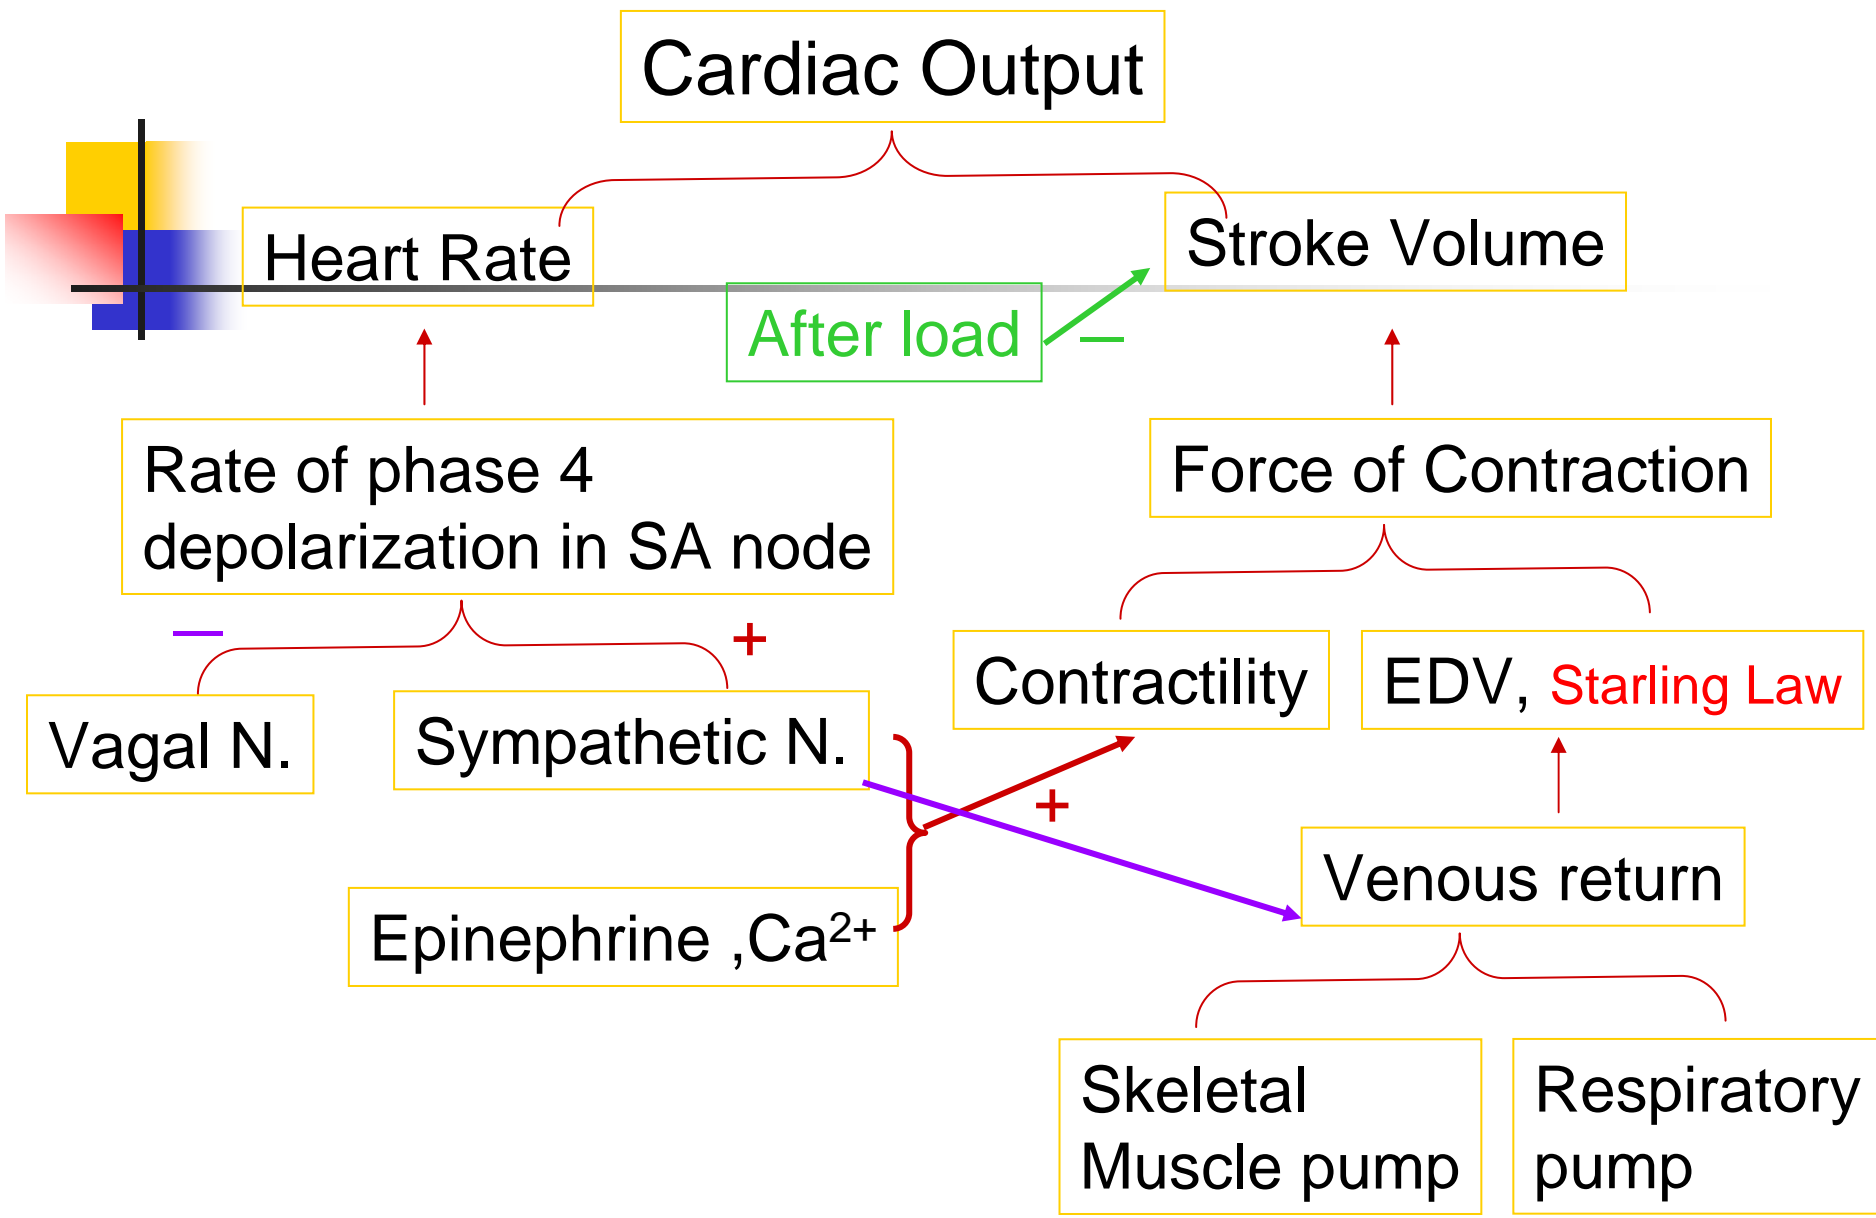 Cardiac Output
Heart Rate
Stroke Volume
After load
—
Rate of phase 4
depolarization in SA node
Force of Contraction
—
+
Contractility
EDV, Starling Law
Vagal N.
Sympathetic N.
+
Venous return
Epinephrine ,Ca²⁺
Skeletal
Muscle pump
Respiratory
pump